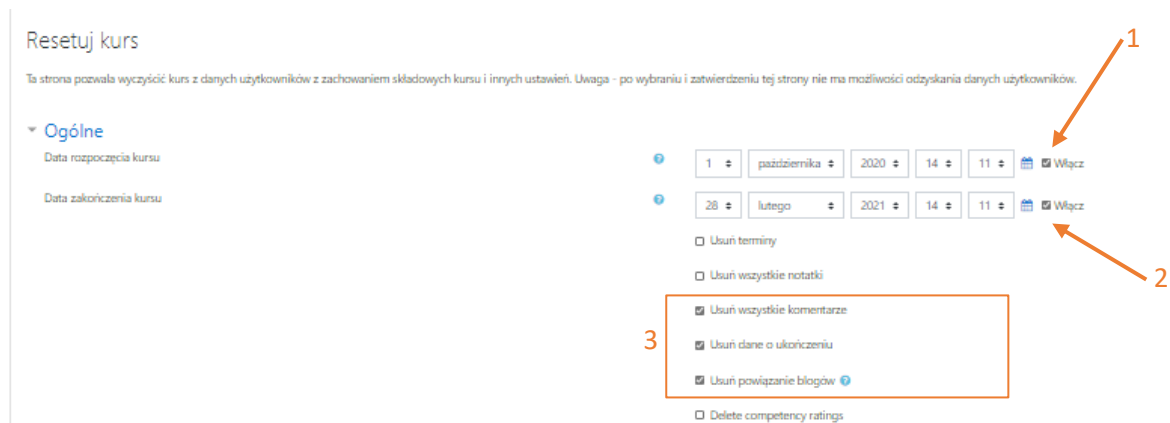 Resetuj kurs
1
Ta strona pozwala wyczyścić kurs z danych użytkowników z zachowaniem składowych kursu i innych ustawień. Uwaga - po wybraniu i zatwierdzeniu tej strony nie ma możliwości odzyskania danych użytkowników.
Ogólne
Data rozpoczęcia kursu ? 1 października 2020 14 11 Włącz
Data zakończenia kursu ? 28 lutego 2021 14 11 Włącz
Usuń terminy
Usuń wszystkie notatki
2
Usuń wszystkie komentarze
3
Usuń dane o ukończeniu
Usuń powiązanie blogów ?
Delete competency ratings